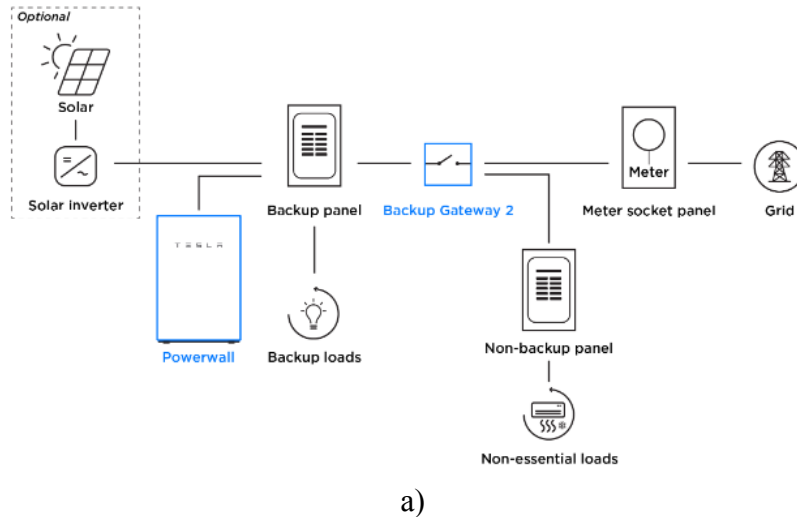 Optional
Solar
Solar inverter
TESLA
Powerwall
Backup panel
Backup loads
Backup Gateway 2
Meter
Meter socket panel
Grid
Non-backup panel
Non-essential loads
a)